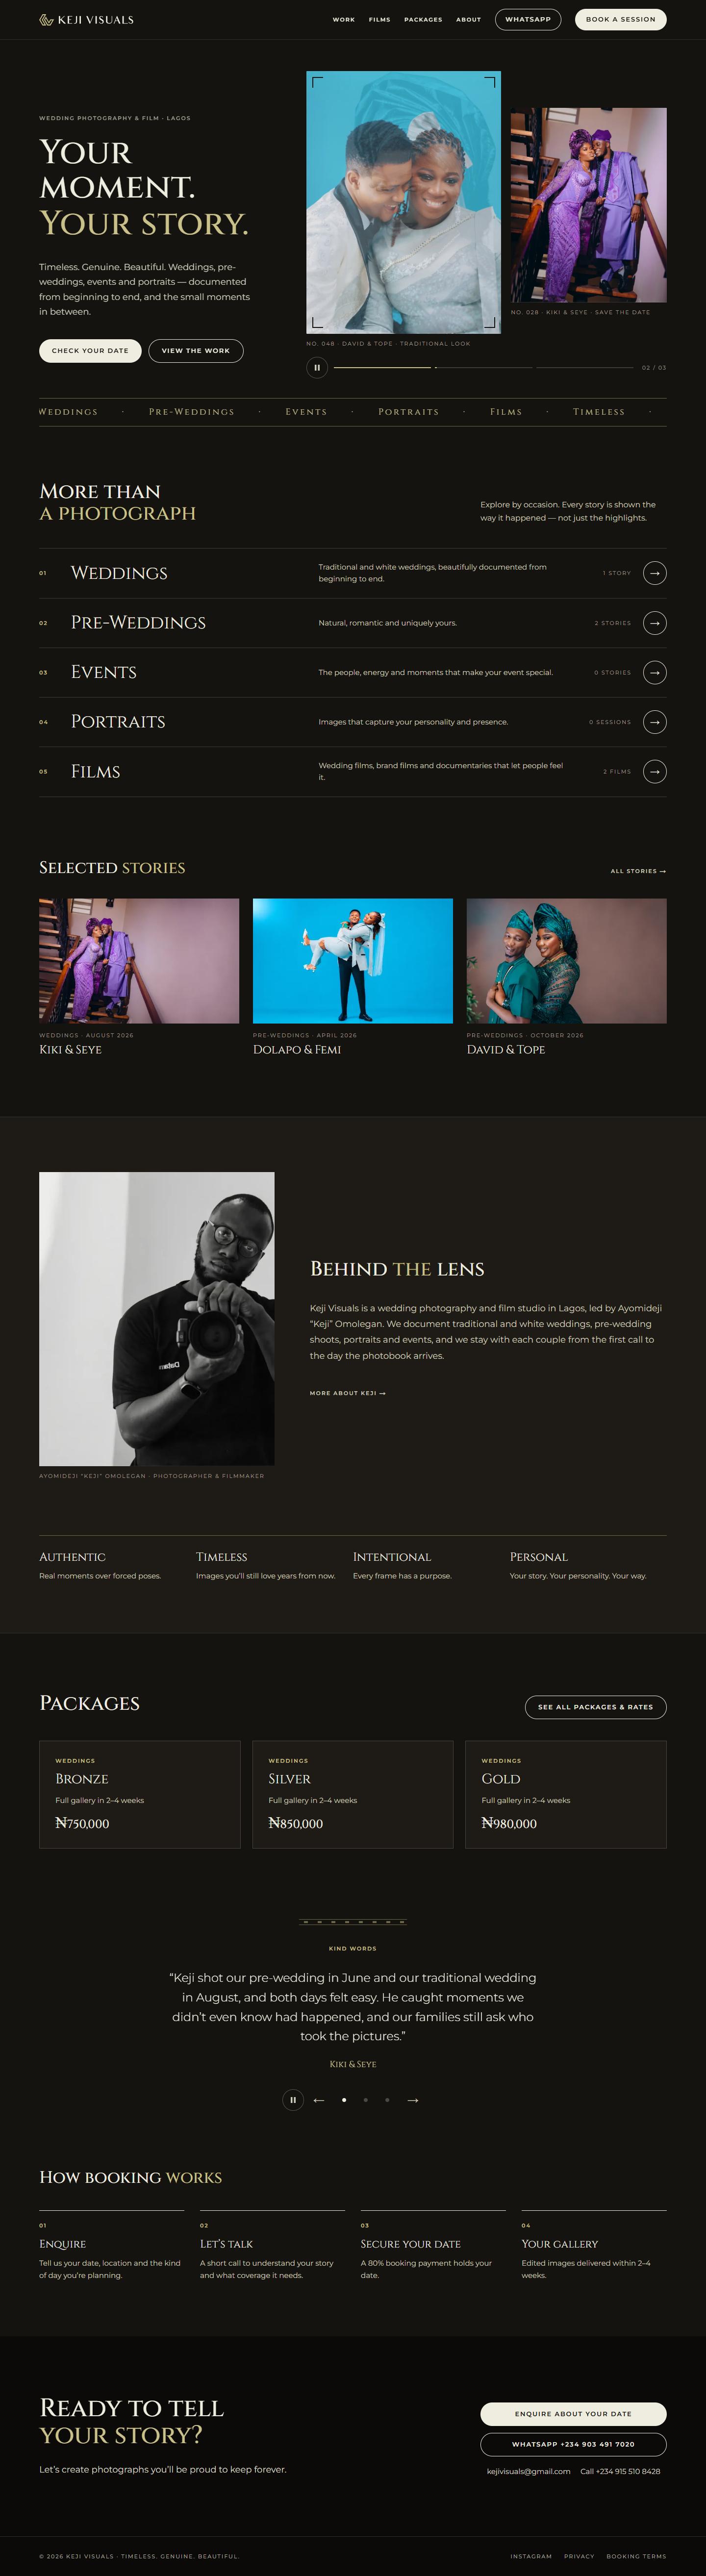 KEJI VISUALS
WORK
FILMS
PACKAGES
ABOUT
WHATSAPP
BOOK A SESSION
WEDDING PHOTOGRAPHY & FILM · LAGOS
YOUR
MOMENT.
YOUR STORY.
Timeless. Genuine. Beautiful. Weddings, pre-
weddings, events and portraits — documented
from beginning to end, and the small moments
in between.
CHECK YOUR DATE
VIEW THE WORK
NO. 048 · DAVID & TOPE · TRADITIONAL LOOK
NO. 028 · KIKI & SEYE · SAVE THE DATE
02 / 03
WEDDINGS · PRE-WEDDINGS · EVENTS · PORTRAITS · FILMS · TIMELESS ·
MORE THAN
A PHOTOGRAPH
Explore by occasion. Every story is shown the
way it happened — not just the highlights.
01
WEDDINGS
Traditional and white weddings, beautifully documented from
beginning to end.
1 STORY →
02
PRE-WEDDINGS
Natural, romantic and uniquely yours.
2 STORIES →
03
EVENTS
The people, energy and moments that make your event special.
0 STORIES →
04
PORTRAITS
Images that capture your personality and presence.
0 SESSIONS →
05
FILMS
Wedding films, brand films and documentaries that let people feel
it.
2 FILMS →
SELECTED STORIES
ALL STORIES →
WEDDINGS · AUGUST 2026
KIKI & SEYE
PRE-WEDDINGS · APRIL 2026
DOLAPO & FEMI
PRE-WEDDINGS · OCTOBER 2026
DAVID & TOPE
BEHIND THE LENS
Keji Visuals is a wedding photography and film studio in Lagos, led by Ayomideji
“Keji” Omolegan. We document traditional and white weddings, pre-wedding
shoots, portraits and events, and we stay with each couple from the first call to
the day the photobook arrives.
MORE ABOUT KEJI →
AYOMIDEJI “KEJI” OMOLEGAN · PHOTOGRAPHER & FILMMAKER
AUTHENTIC
Real moments over forced poses.
TIMELESS
Images you’ll still love years from now.
INTENTIONAL
Every frame has a purpose.
PERSONAL
Your story. Your personality. Your way.
PACKAGES
SEE ALL PACKAGES & RATES
WEDDINGS
BRONZE
Full gallery in 2–4 weeks
₦750,000
WEDDINGS
SILVER
Full gallery in 2–4 weeks
₦850,000
WEDDINGS
GOLD
Full gallery in 2–4 weeks
₦980,000
KIND WORDS
“Keji shot our pre-wedding in June and our traditional wedding
in August, and both days felt easy. He caught moments we
didn’t even know had happened, and our families still ask who
took the pictures.”
KIKI & SEYE
← →
HOW BOOKING WORKS
01
ENQUIRE
Tell us your date, location and the kind
of day you’re planning.
02
LET’S TALK
A short call to understand your story
and what coverage it needs.
03
SECURE YOUR DATE
A 80% booking payment holds your
date.
04
YOUR GALLERY
Edited images delivered within 2–4
weeks.
READY TO TELL
YOUR STORY?
Let’s create photographs you’ll be proud to keep forever.
ENQUIRE ABOUT YOUR DATE
WHATSAPP +234 903 491 7020
kejivisuals@gmail.com
Call +234 915 510 8428
© 2026 KEJI VISUALS · TIMELESS. GENUINE. BEAUTIFUL.
INSTAGRAM
PRIVACY
BOOKING TERMS